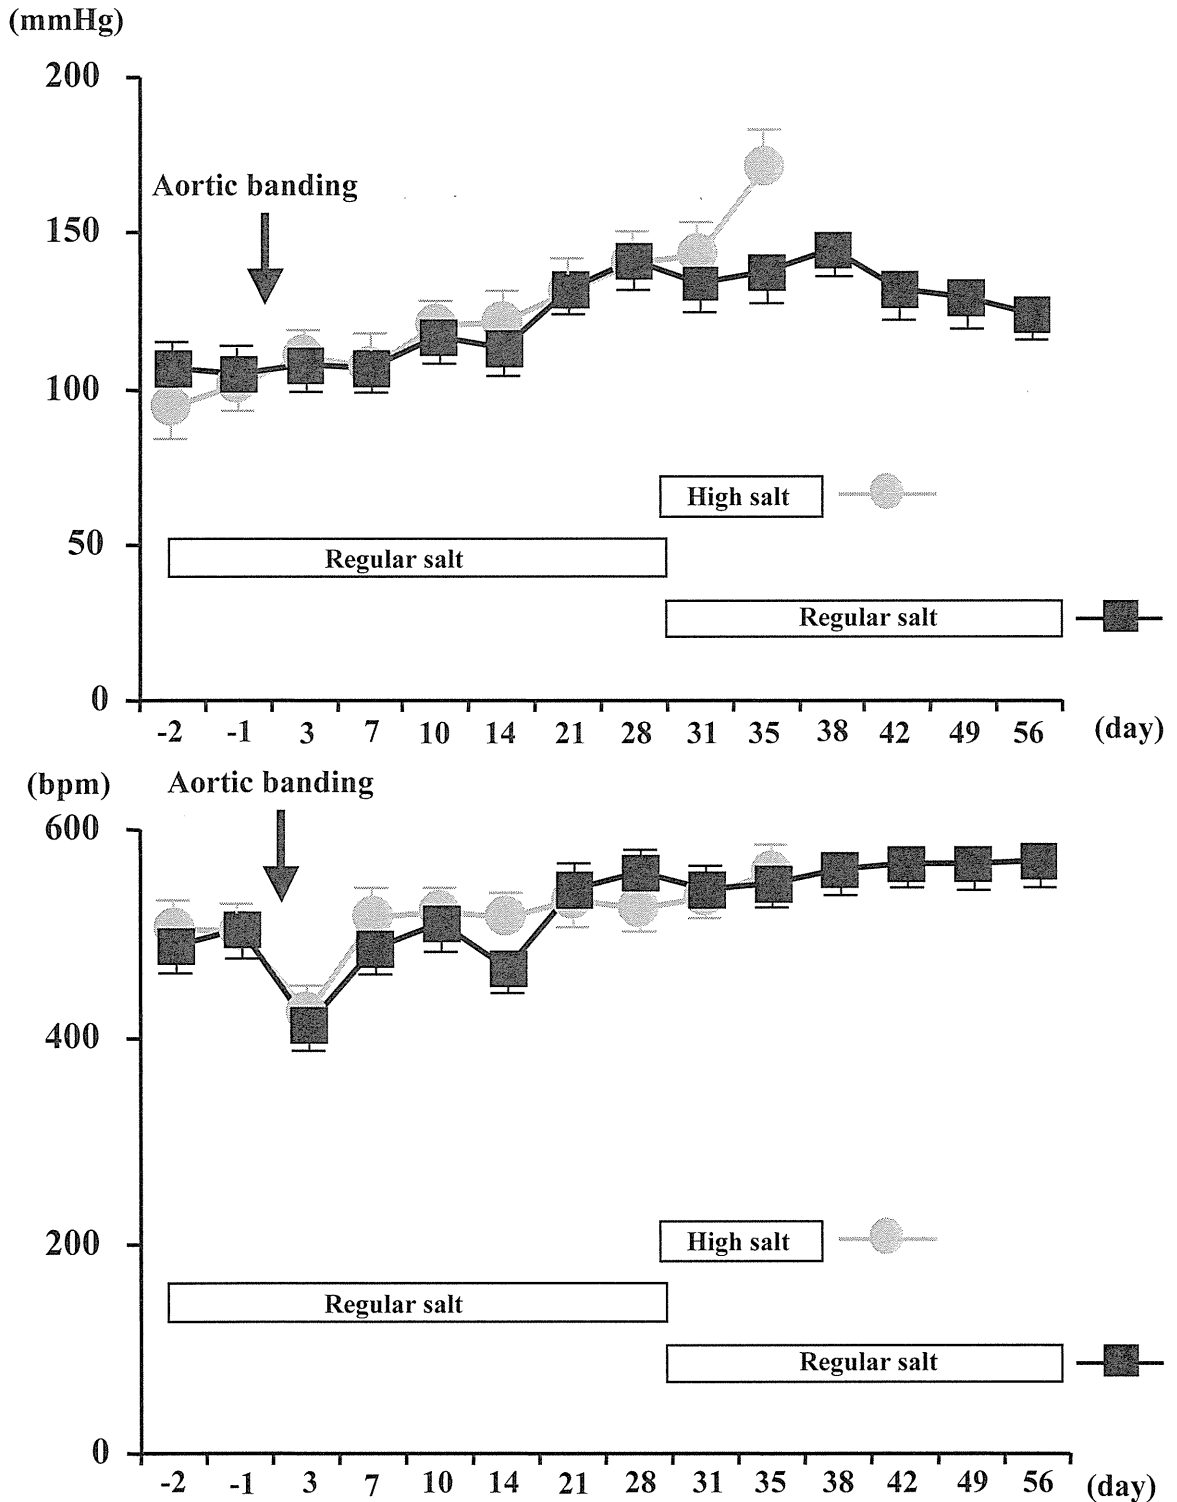 (mmHg)
200
Aortic banding
150
100
High salt
50
Regular salt
Regular salt
0
-2 -1 3 7 10 14 21 28 31 35 38 42 49 56 (day)
(bpm) Aortic banding
600
400
200
High salt
Regular salt
Regular salt
0
-2 -1 3 7 10 14 21 28 31 35 38 42 49 56 (day)